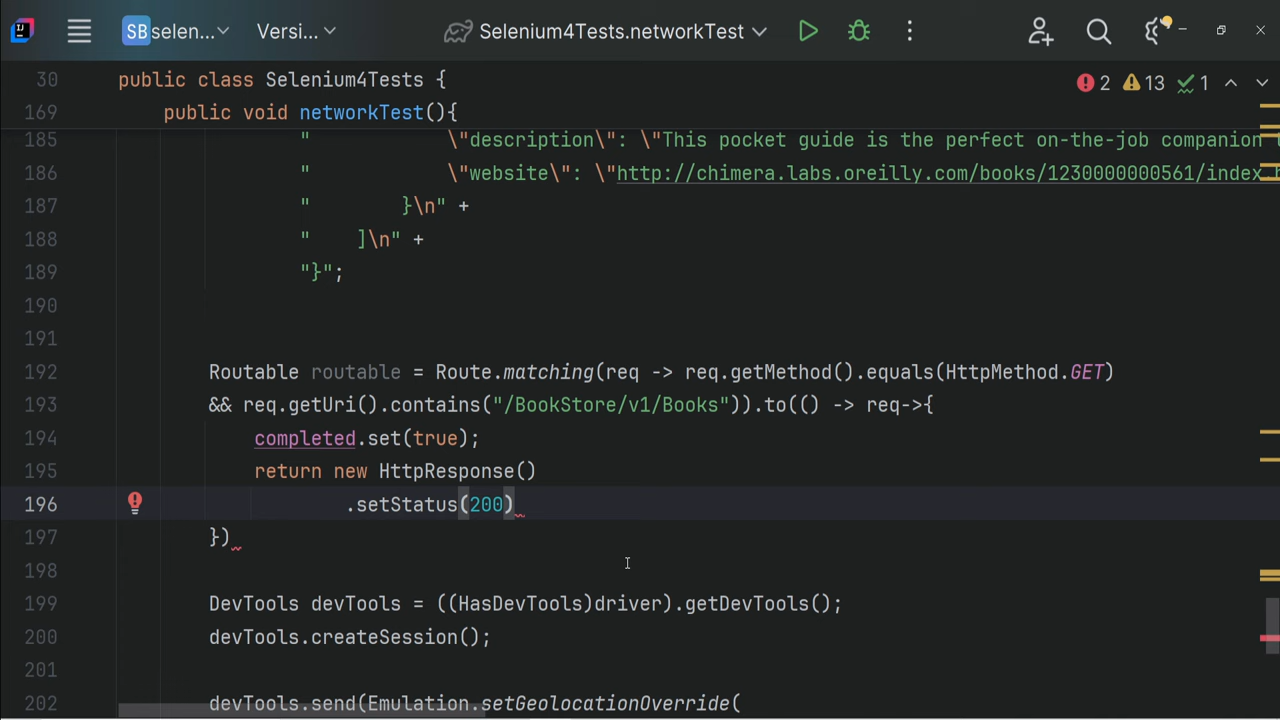 SB selen... Versi... Selenium4Tests.networkTest
30 public class Selenium4Tests { 2 13 1
169 public void networkTest(){
185 " \"description\": \"This pocket guide is the perfect on-the-job companion
186 " \"website\": \"http://chimera.labs.oreilly.com/books/1230000000561/index.
187 " }\n" +
188 " ]\n" +
189 "}";
190
191
192 Routable routable = Route.matching(req -> req.getMethod().equals(HttpMethod.GET)
193 && req.getUri().contains("/BookStore/v1/Books")).to(() -> req->{
194 completed.set(true);
195 return new HttpResponse()
196 .setStatus(200)
197 })
198
199 DevTools devTools = ((HasDevTools)driver).getDevTools();
200 devTools.createSession();
201
202 devTools.send(Emulation.setGeolocationOverride(